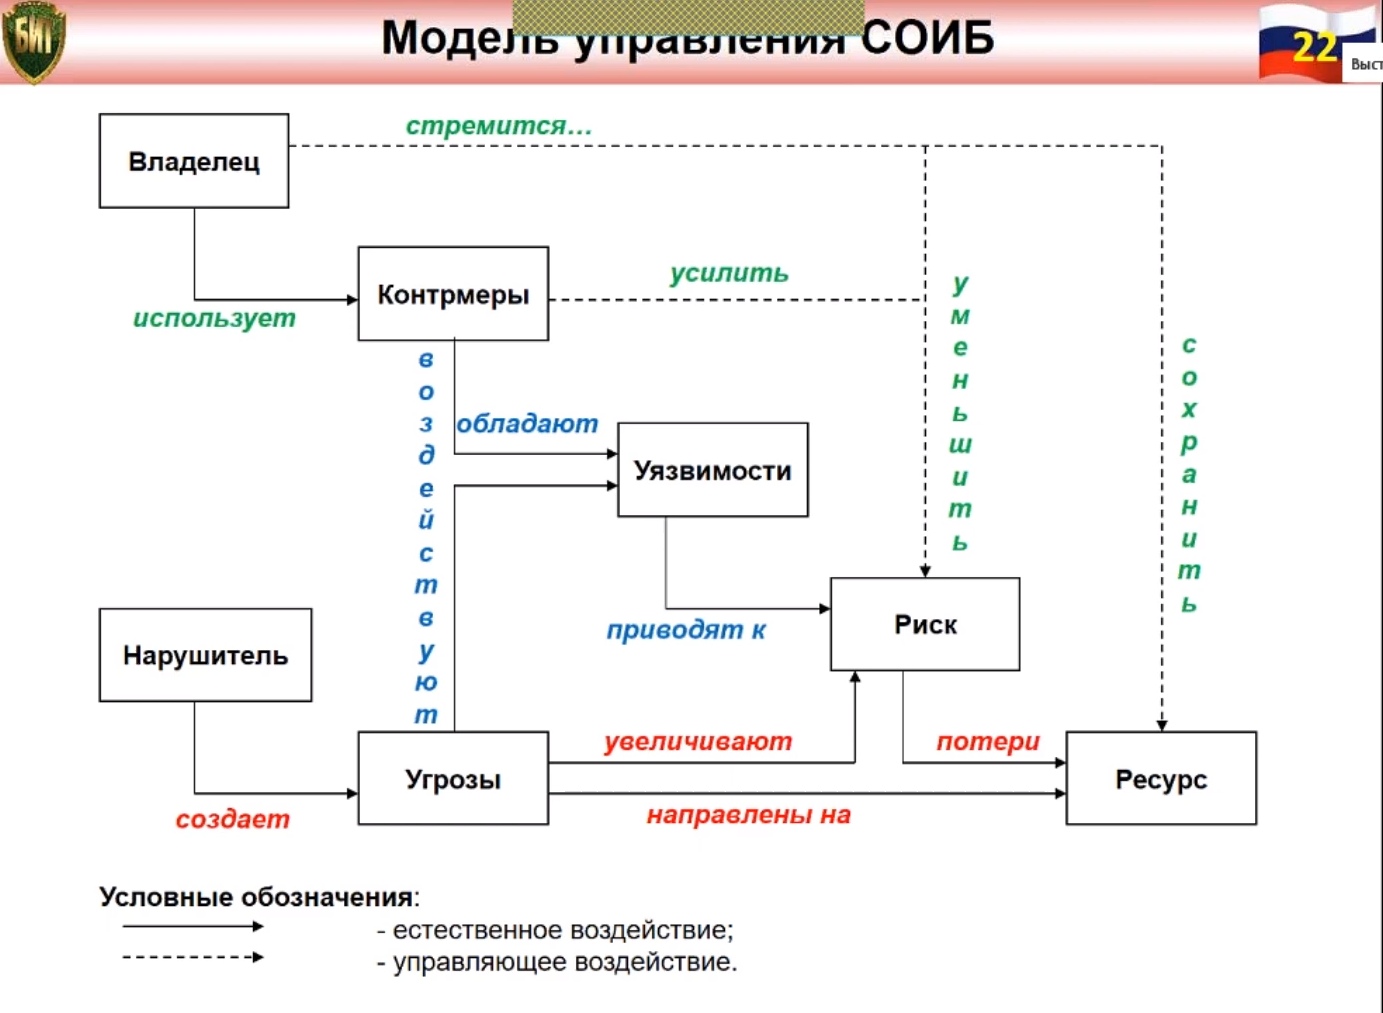 БИТ
Модель управления СОИБ
22
Выст
Владелец
стремится...
использует
Контрмеры
усилить
уменьшить
сохранить
воздействуют
обладают
Уязвимости
приводят к
Риск
Нарушитель
создает
Угрозы
увеличивают
потери
направлены на
Ресурс
Условные обозначения:
- естественное воздействие;
- управляющее воздействие.